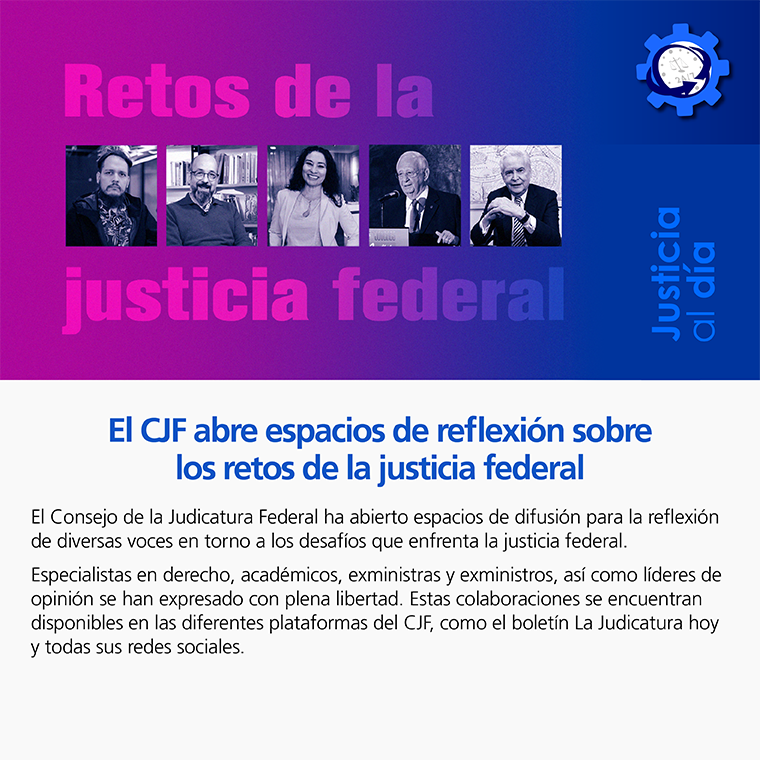 Retos de la
justicia federal
Justicia
al día
El CJF abre espacios de reflexión sobre
los retos de la justicia federal
El Consejo de la Judicatura Federal ha abierto espacios de difusión para la reflexión
de diversas voces en torno a los desafíos que enfrenta la justicia federal.
Especialistas en derecho, académicos, exministras y exministros, así como líderes de
opinión se han expresado con plena libertad. Estas colaboraciones se encuentran
disponibles en las diferentes plataformas del CJF, como el boletín La Judicatura hoy
y todas sus redes sociales.